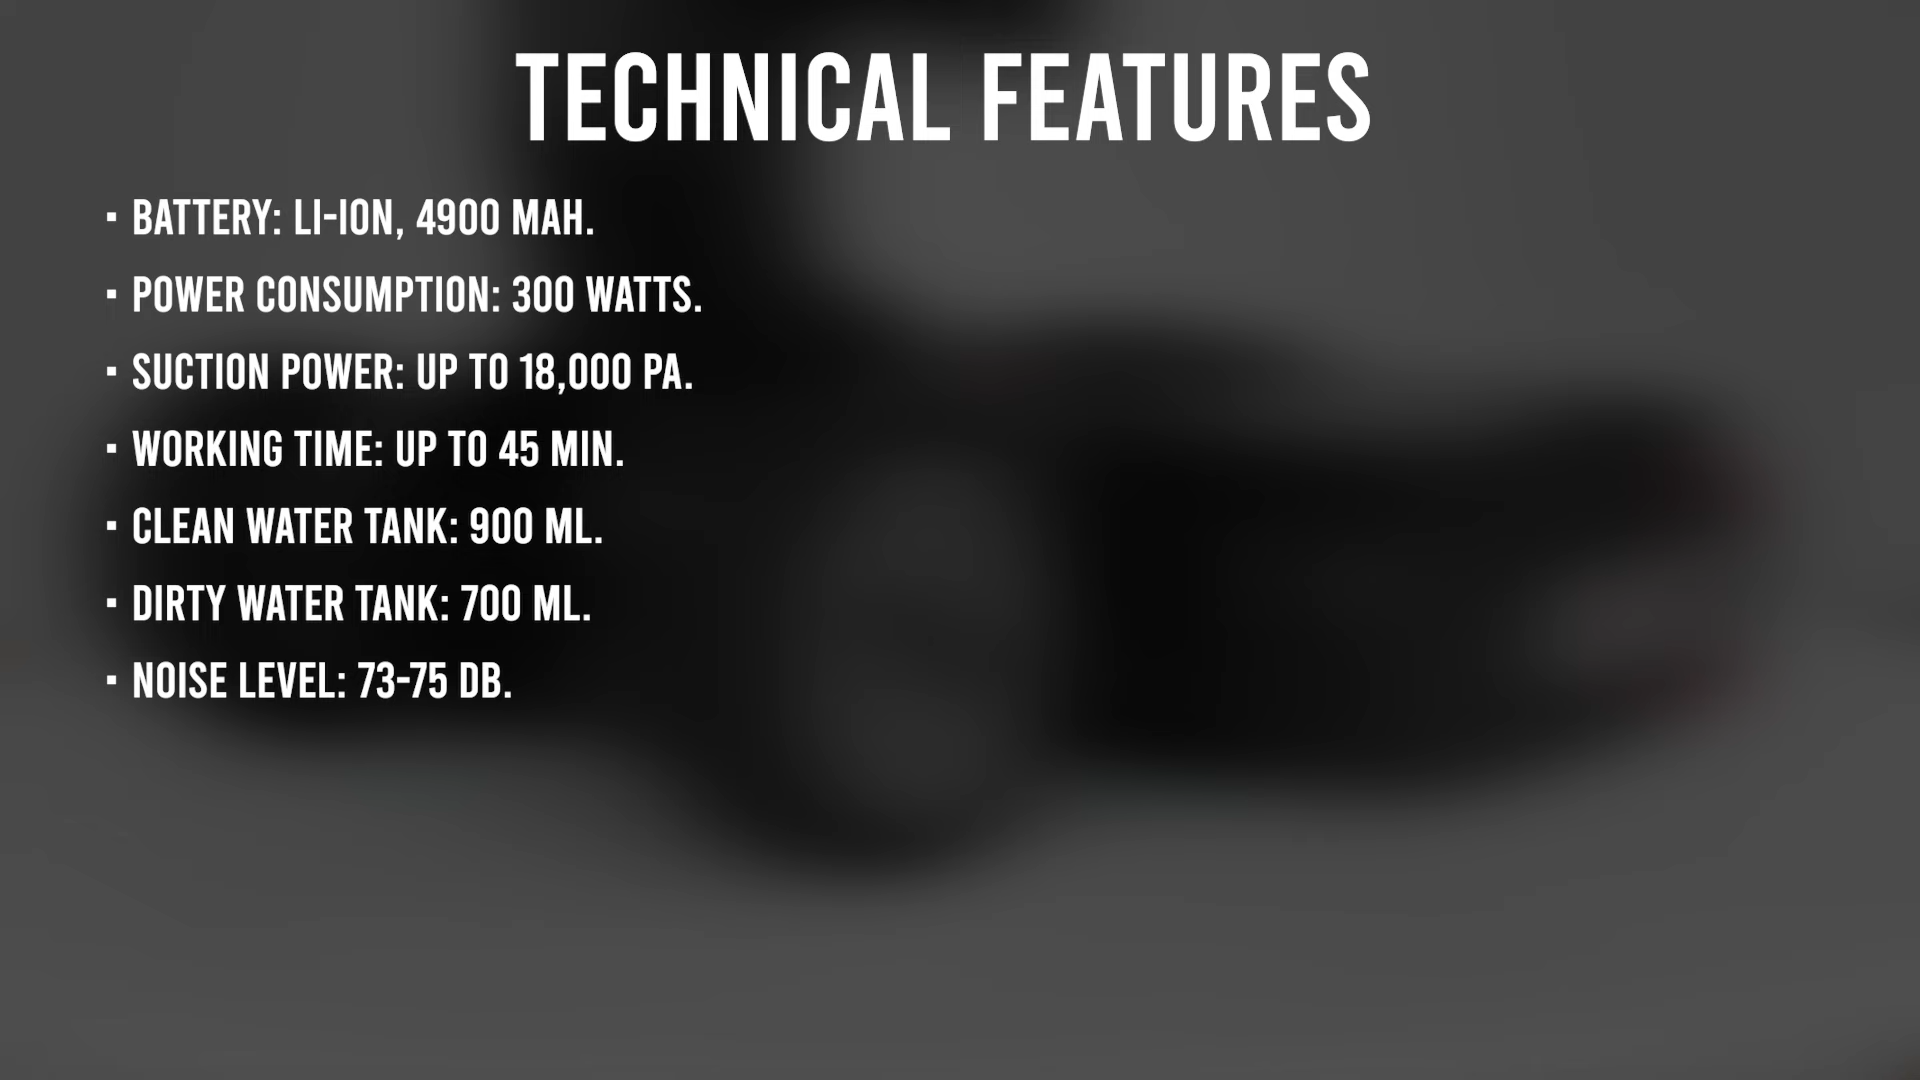 TECHNICAL FEATURES
▪ BATTERY: LI-ION, 4900 MAH.
▪ POWER CONSUMPTION: 300 WATTS.
▪ SUCTION POWER: UP TO 18,000 PA.
▪ WORKING TIME: UP TO 45 MIN.
▪ CLEAN WATER TANK: 900 ML.
▪ DIRTY WATER TANK: 700 ML.
▪ NOISE LEVEL: 73-75 DB.